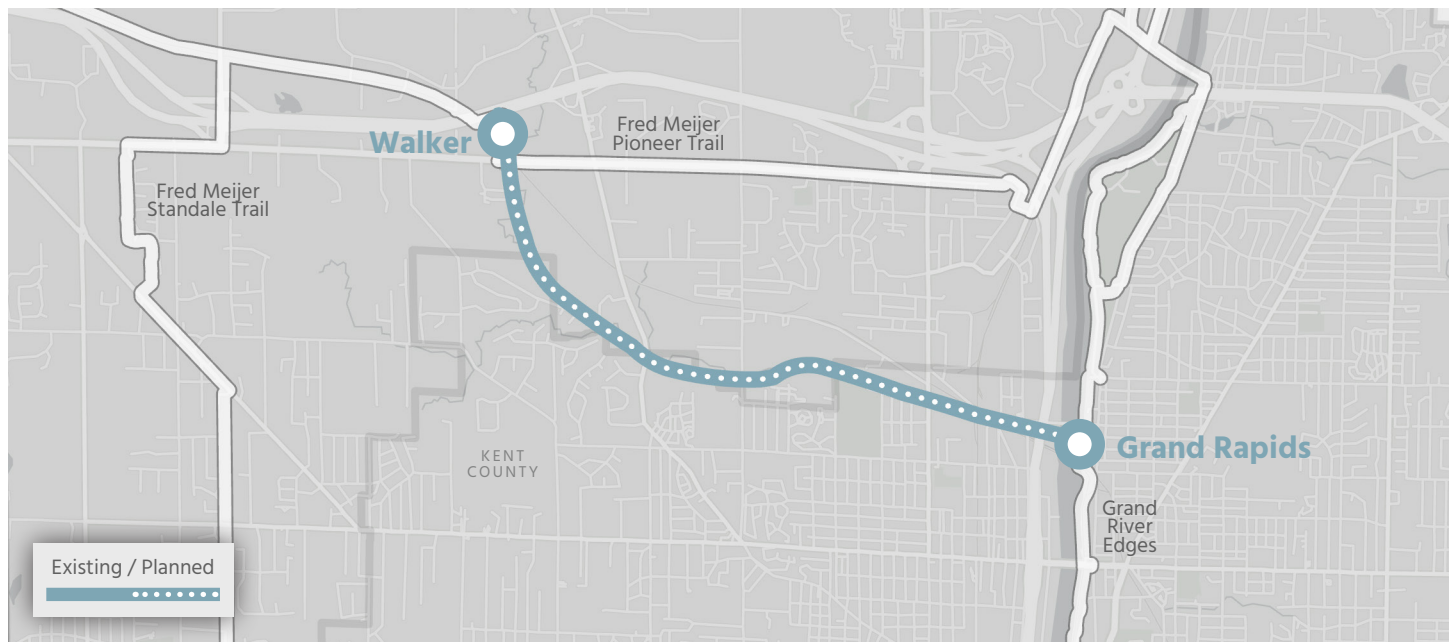 Walker
Fred Meijer
Pioneer Trail
Fred Meijer
Standale Trail
KENT
COUNTY
Grand Rapids
Grand
River
Edges
Existing / Planned